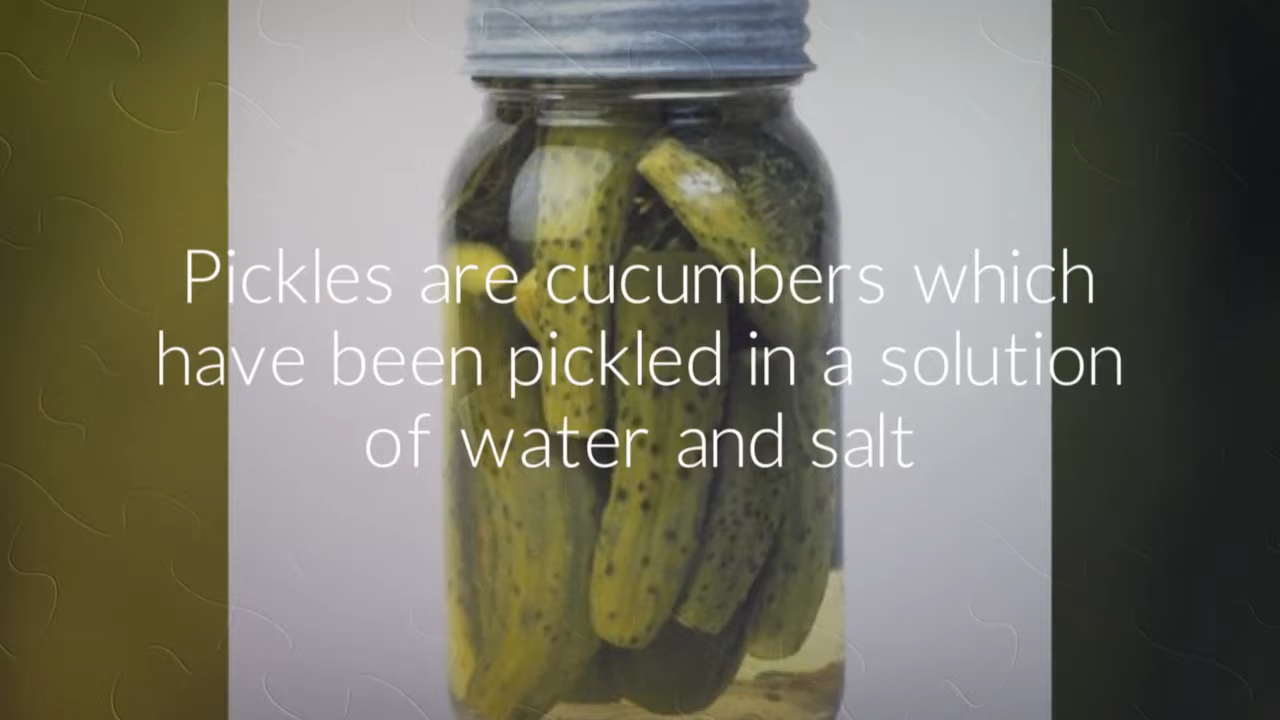 Pickles are cucumbers which
have been pickled in a solution
of water and salt